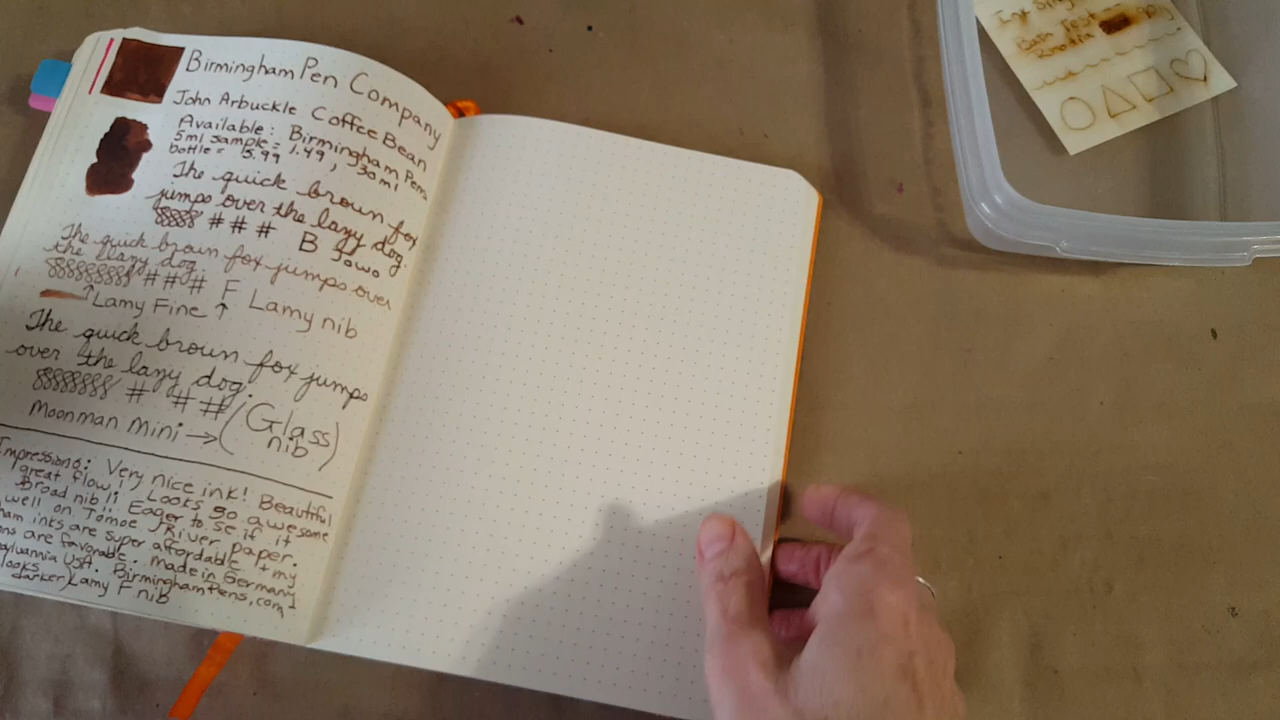 Birmingham Pen Company
John Arbuckle Coffee Bean
Available: Birmingham Pens
5ml sample = 1.49, 30ml
bottle = 5.99
The quick brown fox
jumps over the lazy dog.
# # # B Jowo
The quick brown fox jumps over
the lazy dog.
# # # F Lamy nib
Lamy Fine ↑
The quick brown fox jumps
over the lazy dog.
# # #
Moonman Mini → (Glass
nib)
Impressions: Very nice ink! Beautiful
great flow! Looks so awesome
Broad nib!! Eager to see if it
well on Tomoe River paper.
ham inks are super affordable + my
ons are favorable. Made in Germany
sylvannia USA. BirminghamPens.com
looks
darker) Lamy F nib
Ink
Bath Test
Rhodia